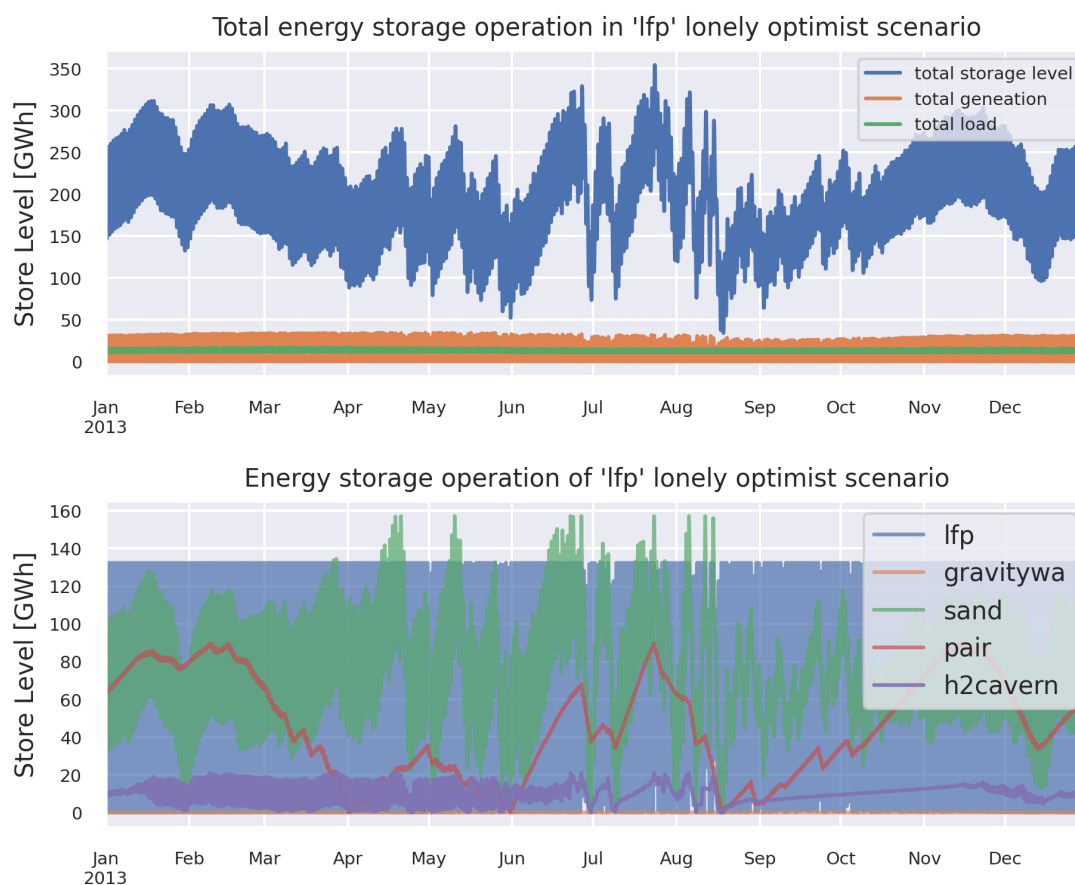 Total energy storage operation in 'lfp' lonely optimist scenario
Store Level [GWh]
350
300
250
200
150
100
50
0
total storage level
total geneation
total load
Jan Feb Mar Apr May Jun Jul Aug Sep Oct Nov Dec
2013
Energy storage operation of 'lfp' lonely optimist scenario
Store Level [GWh]
160
140
120
100
80
60
40
20
0
lfp
gravitywa
sand
pair
h2cavern
Jan Feb Mar Apr May Jun Jul Aug Sep Oct Nov Dec
2013